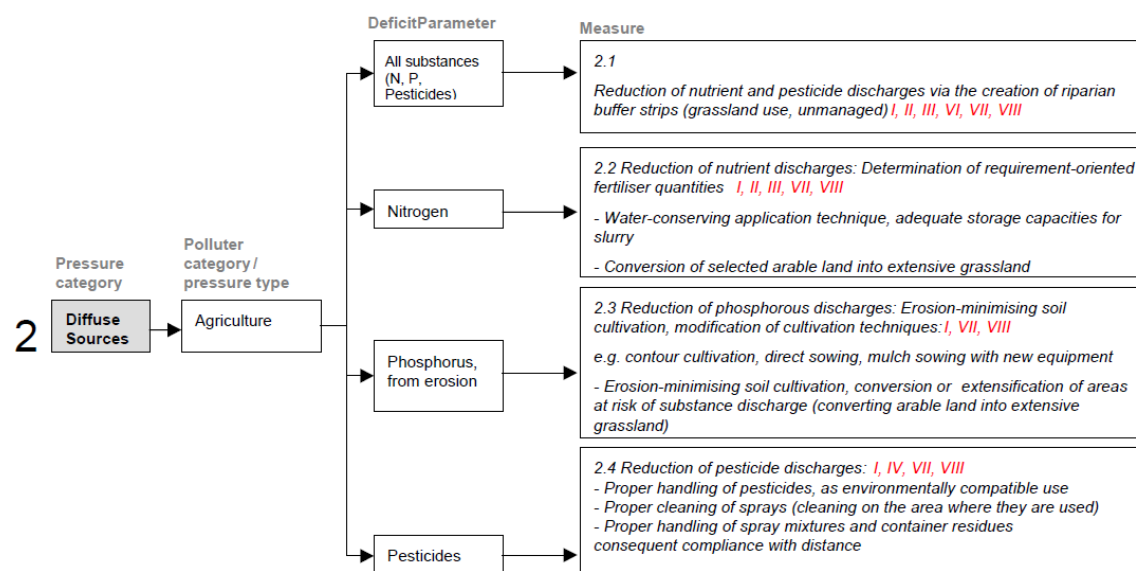 DeficitParameter
Measure
All substances
(N, P,
Pesticides)
2.1
Reduction of nutrient and pesticide discharges via the creation of riparian
buffer strips (grassland use, unmanaged) I, II, III, VI, VII, VIII
Nitrogen
2.2 Reduction of nutrient discharges: Determination of requirement-oriented
fertiliser quantities I, II, III, VII, VIII
- Water-conserving application technique, adequate storage capacities for
slurry
- Conversion of selected arable land into extensive grassland
Pressure
category
Polluter
category /
pressure type
2
Diffuse
Sources
Agriculture
Phosphorus,
from erosion
2.3 Reduction of phosphorous discharges: Erosion-minimising soil
cultivation, modification of cultivation techniques: I, VII, VIII
e.g. contour cultivation, direct sowing, mulch sowing with new equipment
- Erosion-minimising soil cultivation, conversion or extensification of areas
at risk of substance discharge (converting arable land into extensive
grassland)
Pesticides
2.4 Reduction of pesticide discharges: I, IV, VII, VIII
- Proper handling of pesticides, as environmentally compatible use
- Proper cleaning of sprays (cleaning on the area where they are used)
- Proper handling of spray mixtures and container residues
consequent compliance with distance